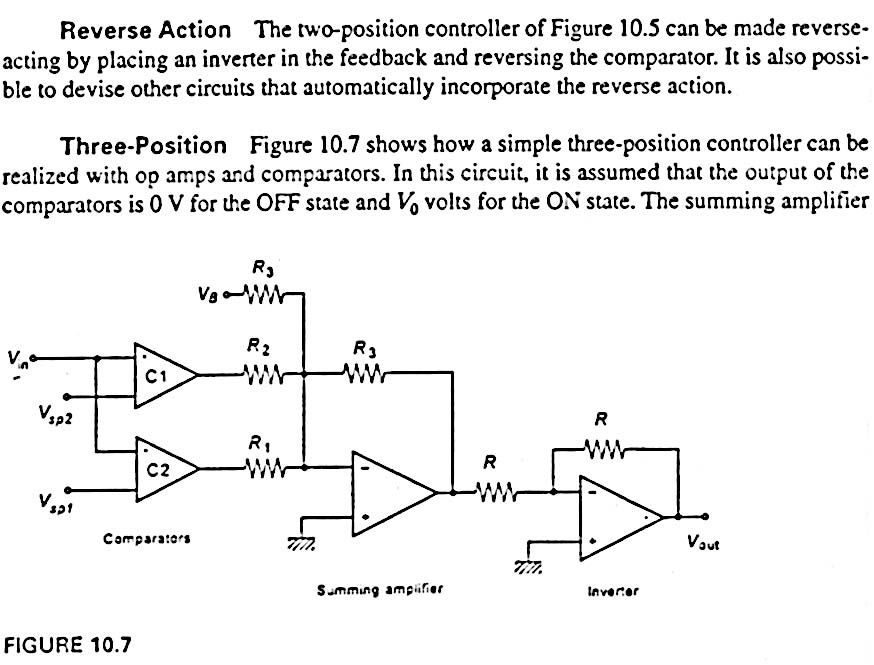 Reverse Action The two-position controller of Figure 10.5 can be made reverse-
acting by placing an inverter in the feedback and reversing the comparator. It is also possi-
ble to devise other circuits that automatically incorporate the reverse action.
Three-Position Figure 10.7 shows how a simple three-position controller can be
realized with op amps and comparators. In this circuit, it is assumed that the output of the
comparators is 0 V for the OFF state and V0 volts for the ON state. The summing amplifier
R3
VB
R2
R3
Vin
C1
Vsp2
R
R1
R
C2
Vsp1
Vout
Comparators
Summing amplifier
Inverter
FIGURE 10.7